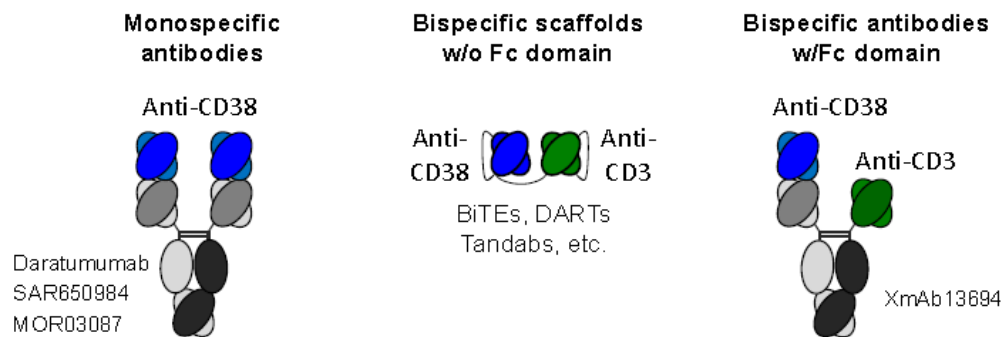 Monospecific
antibodies
Bispecific scaffolds
w/o Fc domain
Bispecific antibodies
w/Fc domain
Anti-CD38
Daratumumab
SAR650984
MOR03087
Anti-
CD38
Anti-
CD3
BiTEs, DARTs
Tandabs, etc.
Anti-CD38
Anti-CD3
XmAb13694